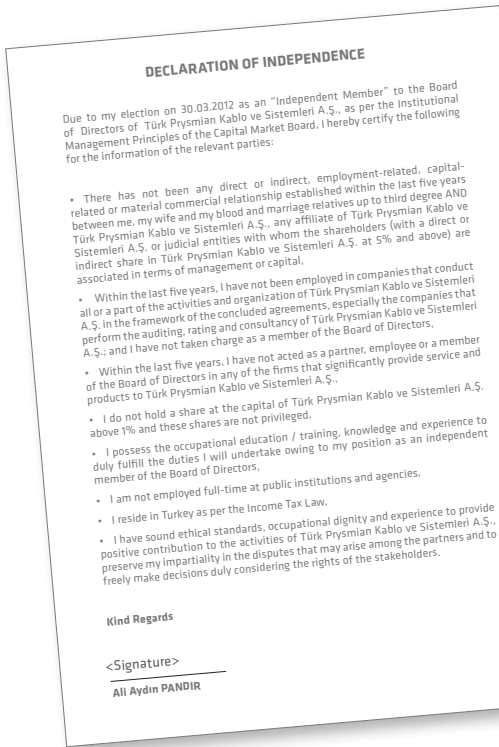 DECLARATION OF INDEPENDENCE
Due to my election on 30.03.2012 as an “Independent Member” to the Board
of Directors of Türk Prysmian Kablo ve Sistemleri A.Ş., as per the Institutional
Management Principles of the Capital Market Board, I hereby certify the following
for the information of the relevant parties:
• There has not been any direct or indirect, employment-related, capital-
related or material commercial relationship established within the last five years
between me, my wife and my blood and marriage relatives up to third degree AND
Türk Prysmian Kablo ve Sistemleri A.Ş., any affiliate of Türk Prysmian Kablo ve
Sistemleri A.Ş. or judicial entities with whom the shareholders (with a direct or
indirect share in Türk Prysmian Kablo ve Sistemleri A.Ş. at 5% and above) are
associated in terms of management or capital,
• Within the last five years, I have not been employed in companies that conduct
all or a part of the activities and organization of Türk Prysmian Kablo ve Sistemleri
A.Ş. in the framework of the concluded agreements, especially the companies that
perform the auditing, rating and consultancy of Türk Prysmian Kablo ve Sistemleri
A.Ş.; and I have not taken charge as a member of the Board of Directors,
• Within the last five years, I have not acted as a partner, employee or a member
of the Board of Directors in any of the firms that significantly provide service and
products to Türk Prysmian Kablo ve Sistemleri A.Ş.,
• I do not hold a share at the capital of Türk Prysmian Kablo ve Sistemleri A.Ş.
above 1% and these shares are not privileged,
• I possess the occupational education / training, knowledge and experience to
duly fulfill the duties I will undertake owing to my position as an independent
member of the Board of Directors,
• I am not employed full-time at public institutions and agencies,
• I reside in Turkey as per the Income Tax Law,
• I have sound ethical standards, occupational dignity and experience to provide
positive contribution to the activities of Türk Prysmian Kablo ve Sistemleri A.Ş.,
preserve my impartiality in the disputes that may arise among the partners and to
freely make decisions duly considering the rights of the stakeholders.
Kind Regards
<Signature>
Ali Aydın PANDIR